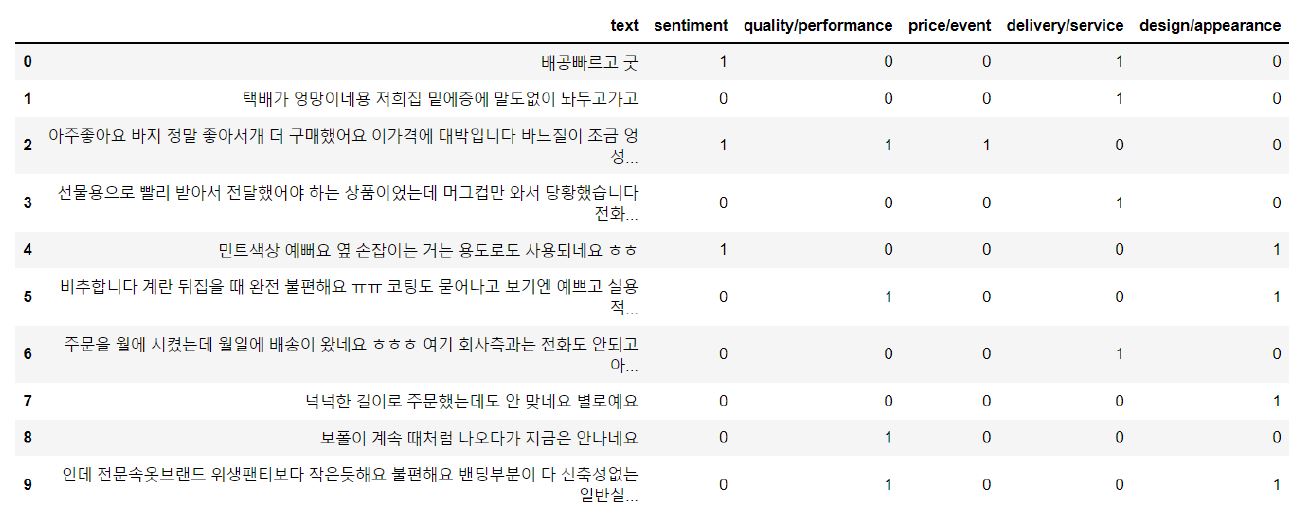 text sentiment quality/performance price/event delivery/service design/appearance
0 배공빠르고 굿 1 0 0 1 0
1 택배가 엉망이네용 저희집 밑에층에 말도없이 놔두고가고 0 0 0 1 0
2 아주좋아요 바지 정말 좋아서개 더 구매했어요 이가격에 대박입니다 바느질이 조금 엉 1 1 1 0 0
성...
3 선물용으로 빨리 받아서 전달했어야 하는 상품이었는데 머그컵만 와서 당황했습니다 0 0 0 1 0
전화...
4 민트색상 예뻐요 옆 손잡이는 거는 용도로도 사용되네요 ㅎㅎ 1 0 0 0 1
5 비추합니다 계란 뒤집을 때 완전 불편해요 ㅠㅠ 코팅도 묻어나고 보기엔 예쁘고 실용 0 1 0 0 1
적...
6 주문을 월에 시켰는데 월일에 배송이 왔네요 ㅎㅎㅎ 여기 회사측과는 전화도 안되고 0 0 0 1 0
아...
7 넉넉한 길이로 주문했는데도 안 맞네요 별로예요 0 0 0 0 1
8 보폴이 계속 때처럼 나오다가 지금은 안나네요 0 1 0 0 0
9 인데 전문속옷브랜드 위생팬티보다 작은듯해요 불편해요 밴딩부분이 다 신축성없는 0 1 0 0 1
일반실...